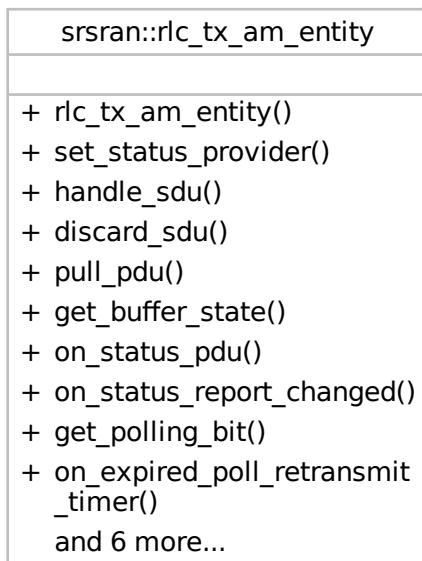 srsran::rlc_tx_am_entity
+ rlc_tx_am_entity()
+ set_status_provider()
+ handle_sdu()
+ discard_sdu()
+ pull_pdu()
+ get_buffer_state()
+ on_status_pdu()
+ on_status_report_changed()
+ get_polling_bit()
+ on_expired_poll_retransmit
_timer()
and 6 more...